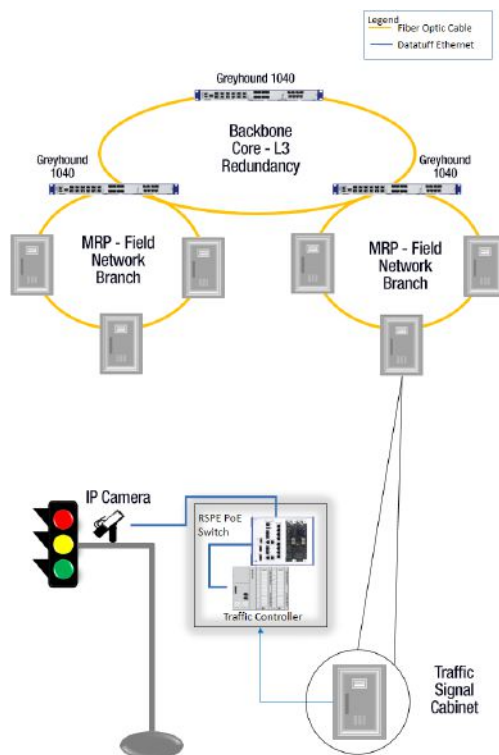 Legend
Fiber Optic Cable
Datatuff Ethernet
Greyhound 1040
Backbone
Core - L3
Redundancy
Greyhound
1040
Greyhound
1040
MRP - Field
Network
Branch
MRP - Field
Network
Branch
IP Camera
RSPE PoE
Switch
Traffic Controller
Traffic
Signal
Cabinet